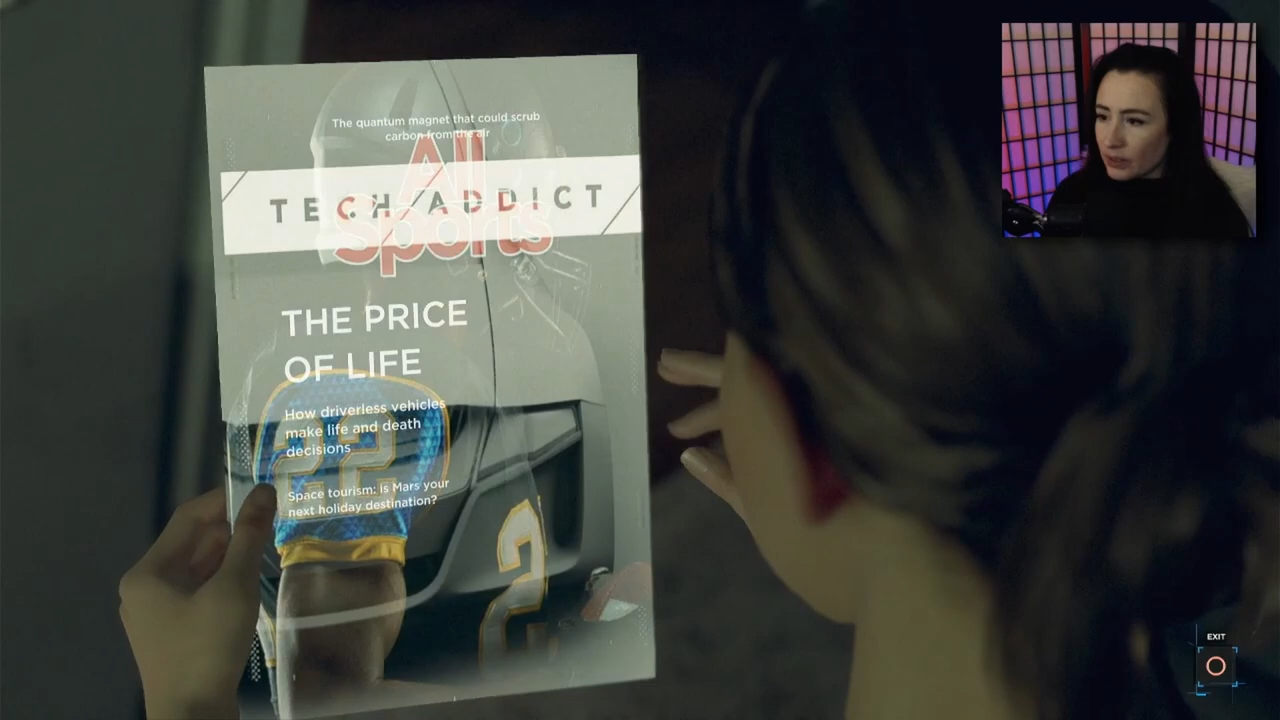 The quantum magnet that could scrub
carbon from the air
All
TECH ADDICT
Sports
THE PRICE
OF LIFE
How driverless vehicles
make life and death
decisions
22
Space tourism: is Mars your
next holiday destination?
2
EXIT